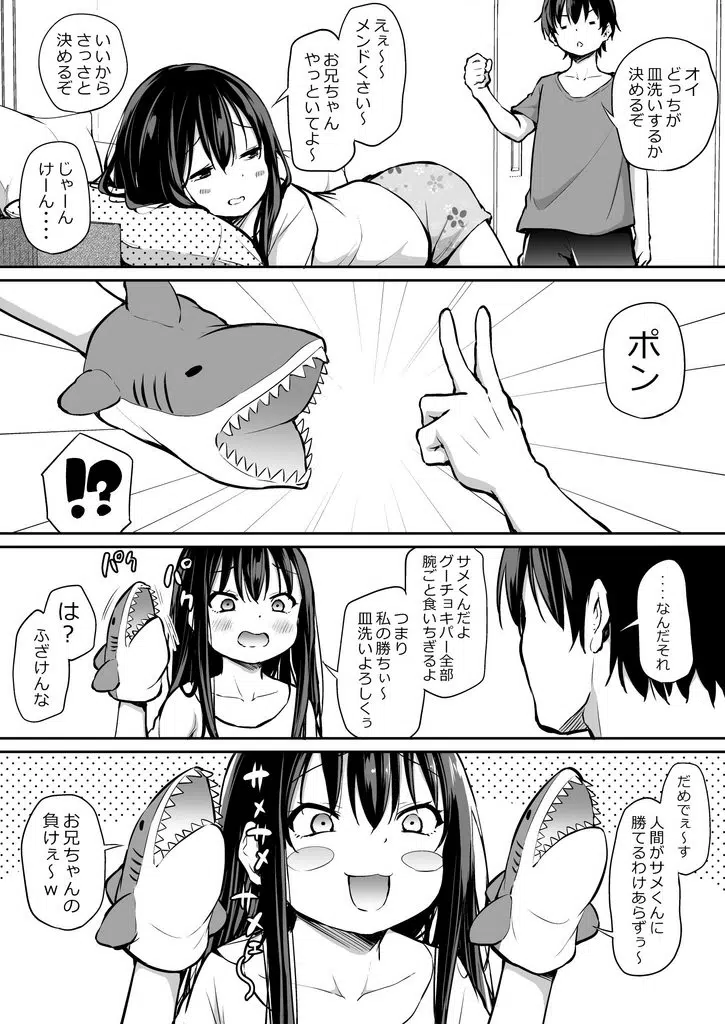 オイ
どっちが
皿洗いするか
決めるぞ
えぇ〜〜
メンドくさい〜
お兄ちゃん
やっといてよ〜
いいから
さっさと
決めるぞ
じゃーん
けーん・・・
ポン
!?
・・・・なんだそれ
サメくんだよ
グーチョキパー全部
腕ごと食いちぎるよ
つまり
私の勝ちぃ〜
皿洗いよろしくぅ
パク
パク
は?
ふざけんな
だめでぇ〜す
人間がサメくんに
勝てるわけあらずぅ〜
サメ
サメ
お兄ちゃんの
負けぇ〜w